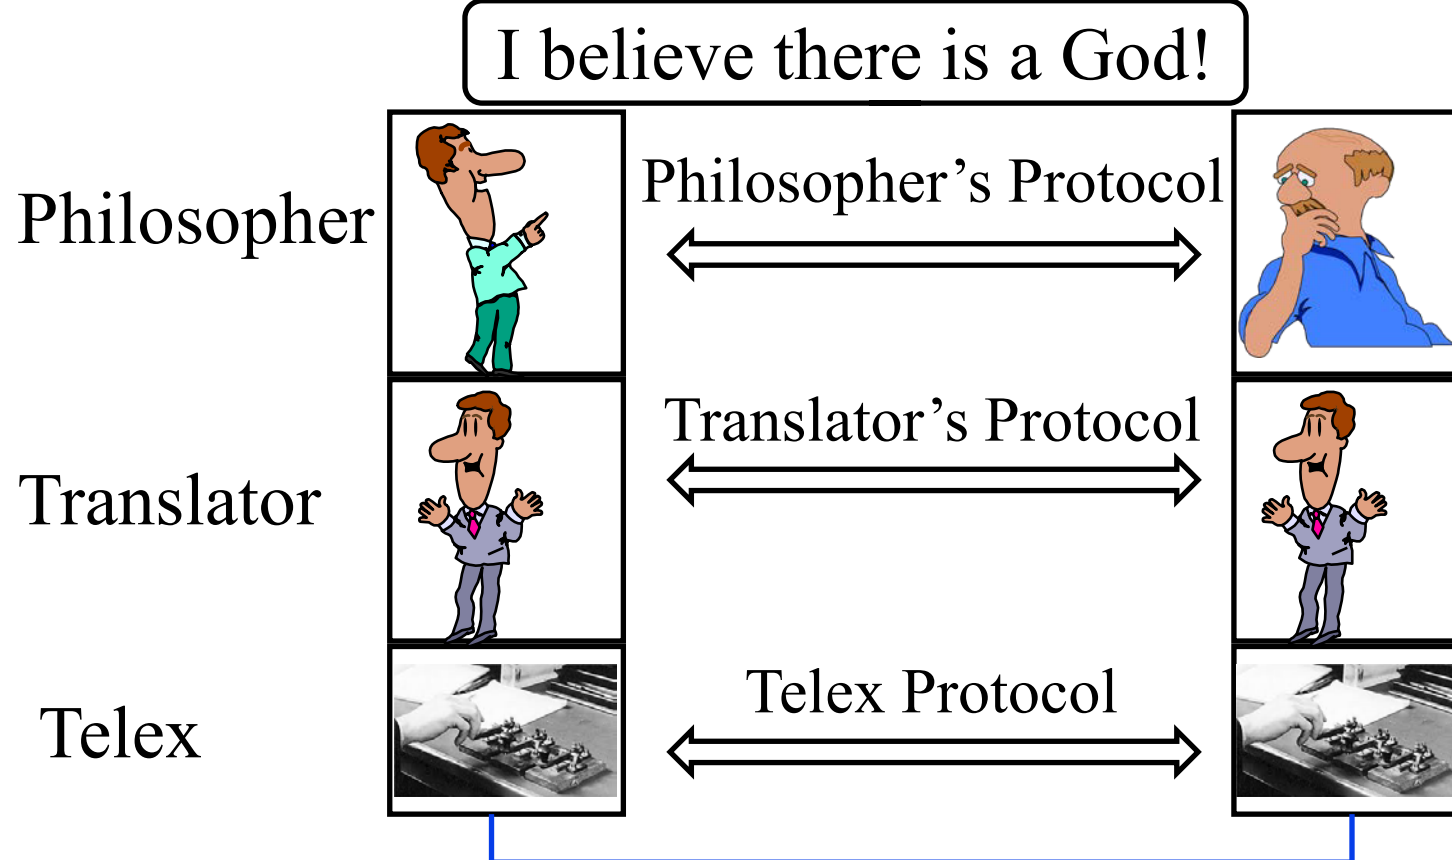 I believe there is a God!
Philosopher
Philosopher’s Protocol
Translator
Translator’s Protocol
Telex
Telex Protocol